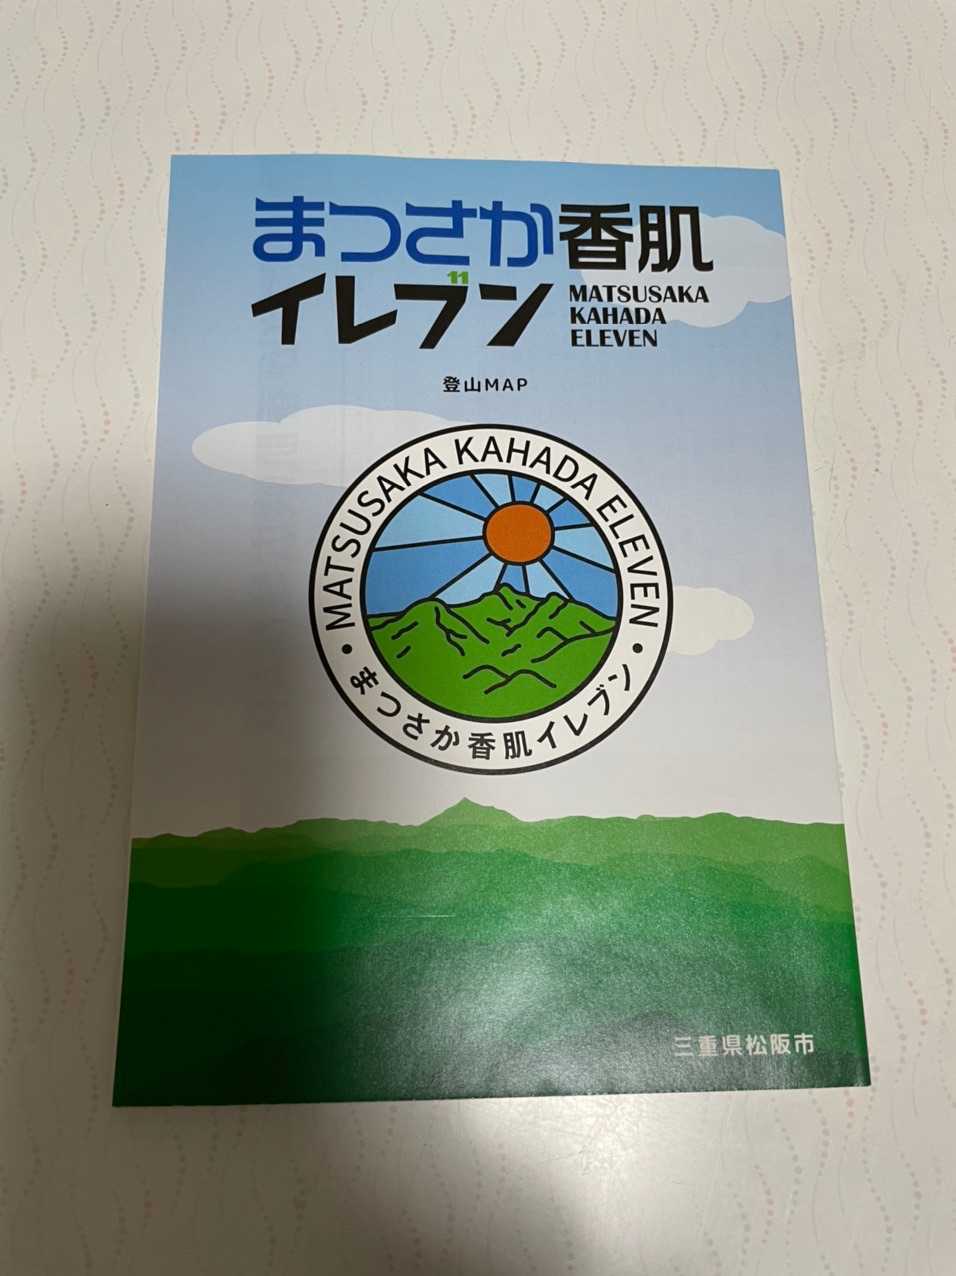 まつさか香肌
11
イレブン
MATSUSAKA
KAHADA
ELEVEN
登山MAP
MATSUSAKA KAHADA ELEVEN
・まつさか香肌イレブン・
三重県松阪市